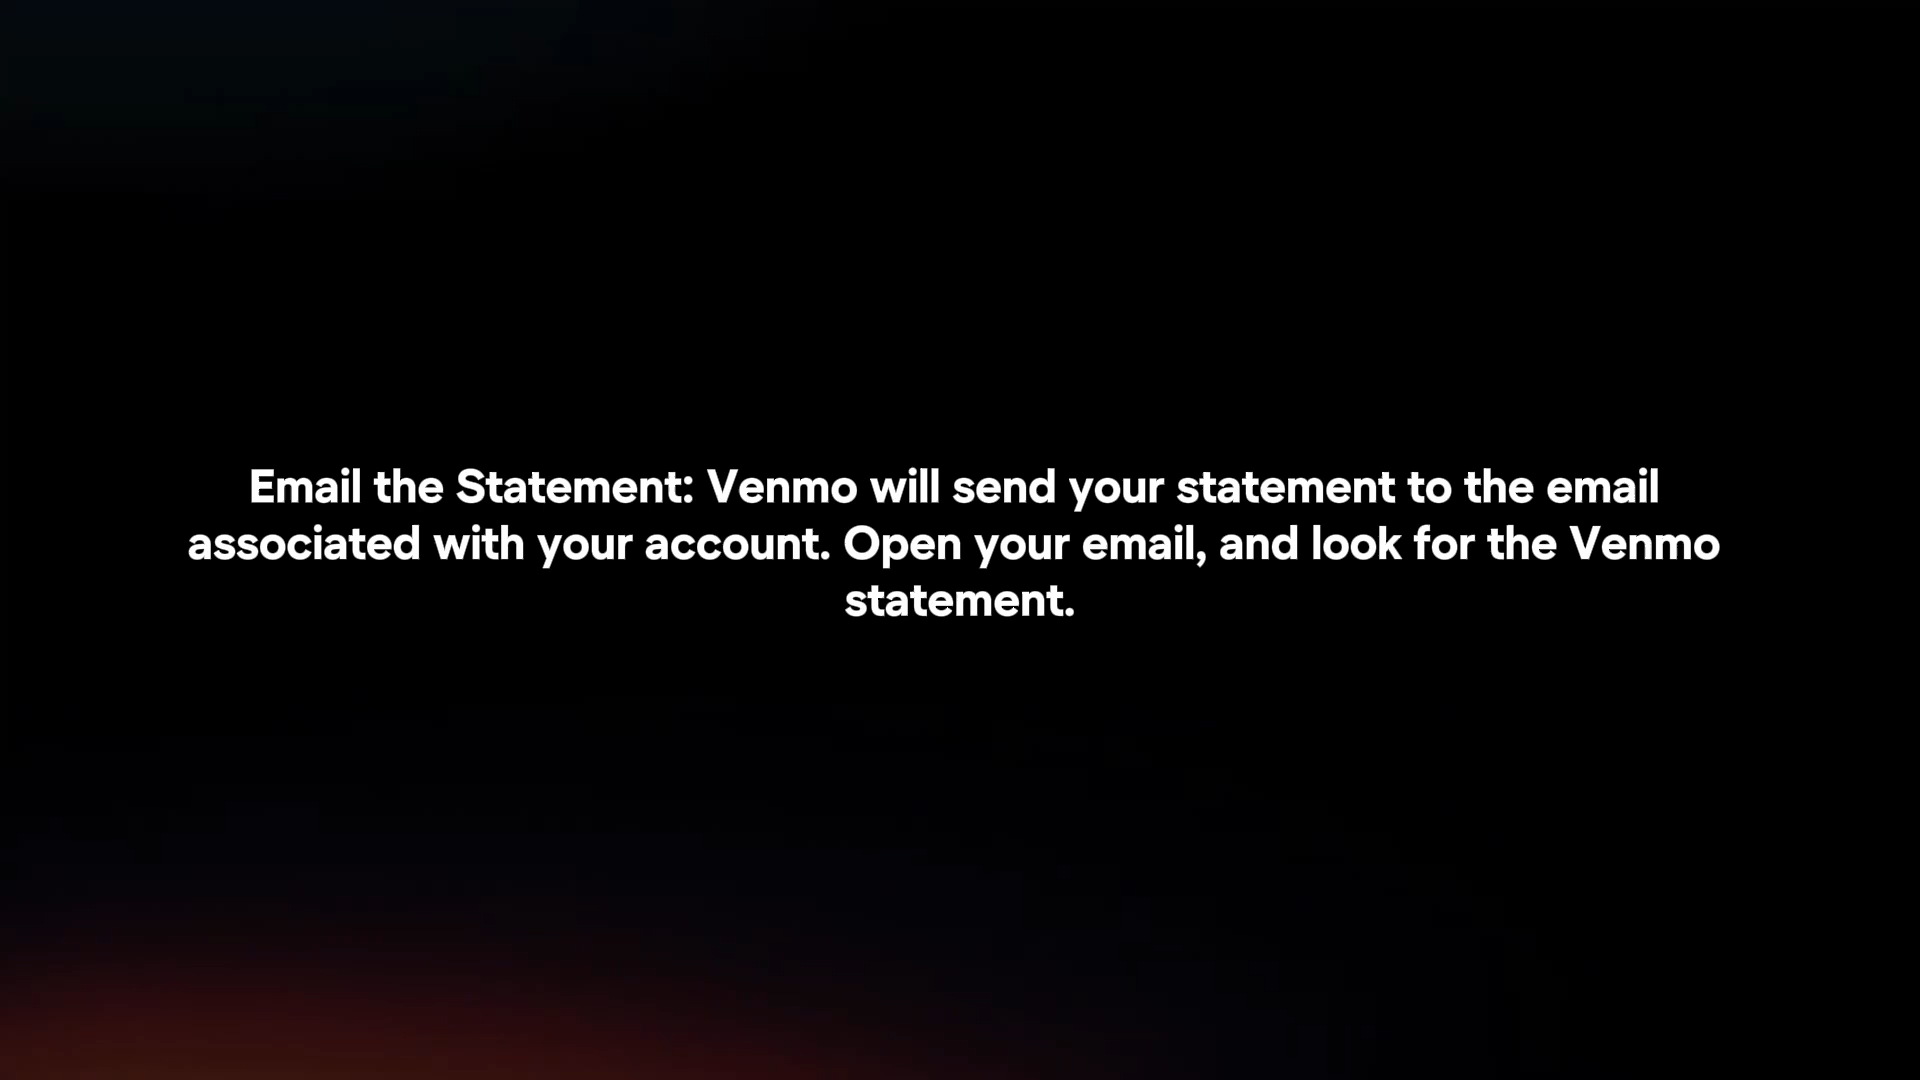 Email the Statement: Venmo will send your statement to the email
associated with your account. Open your email, and look for the Venmo
statement.